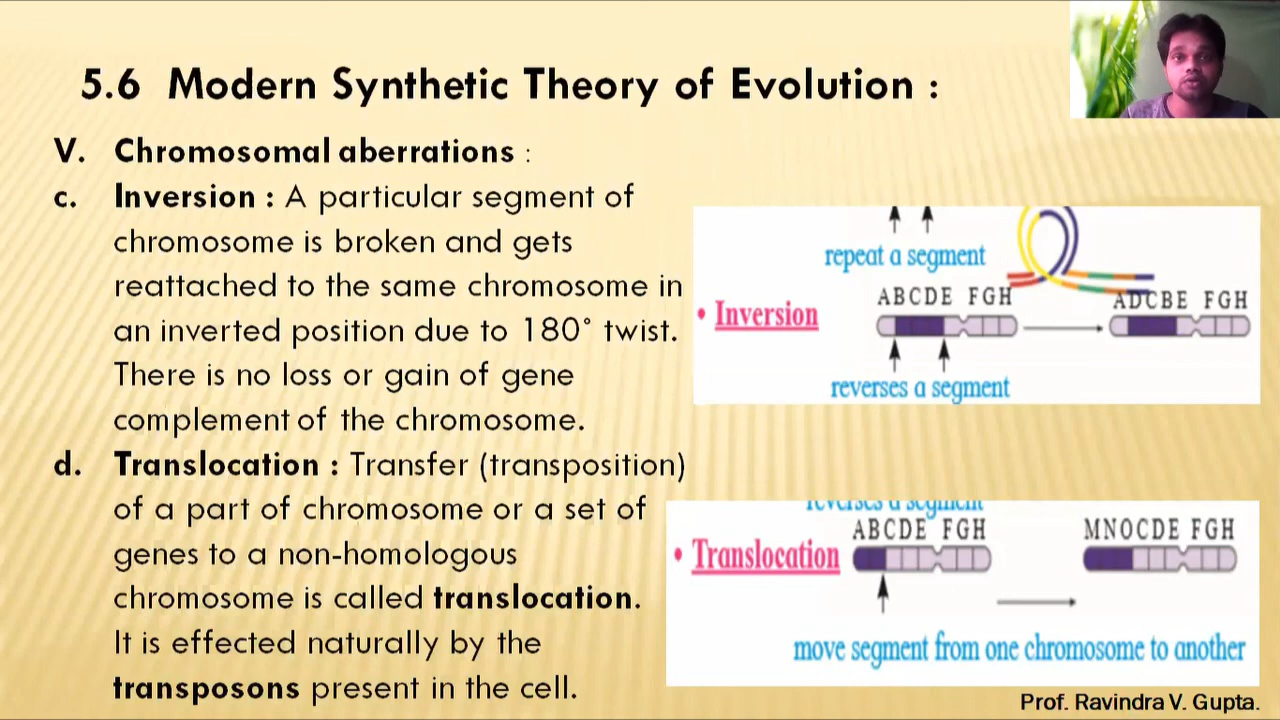 5.6 Modern Synthetic Theory of Evolution :
V. Chromosomal aberrations :
c. Inversion : A particular segment of
chromosome is broken and gets
reattached to the same chromosome in
an inverted position due to 180° twist.
There is no loss or gain of gene
complement of the chromosome.
d. Translocation : Transfer (transposition)
of a part of chromosome or a set of
genes to a non-homologous
chromosome is called translocation.
It is effected naturally by the
transposons present in the cell.
repeat a segment
ABCDE FGH
ADCBE FGH
• Inversion
reverses a segment
reverses a segment
ABCDE FGH
MNOCDE FGH
• Translocation
move segment from one chromosome to another
Prof. Ravindra V. Gupta.